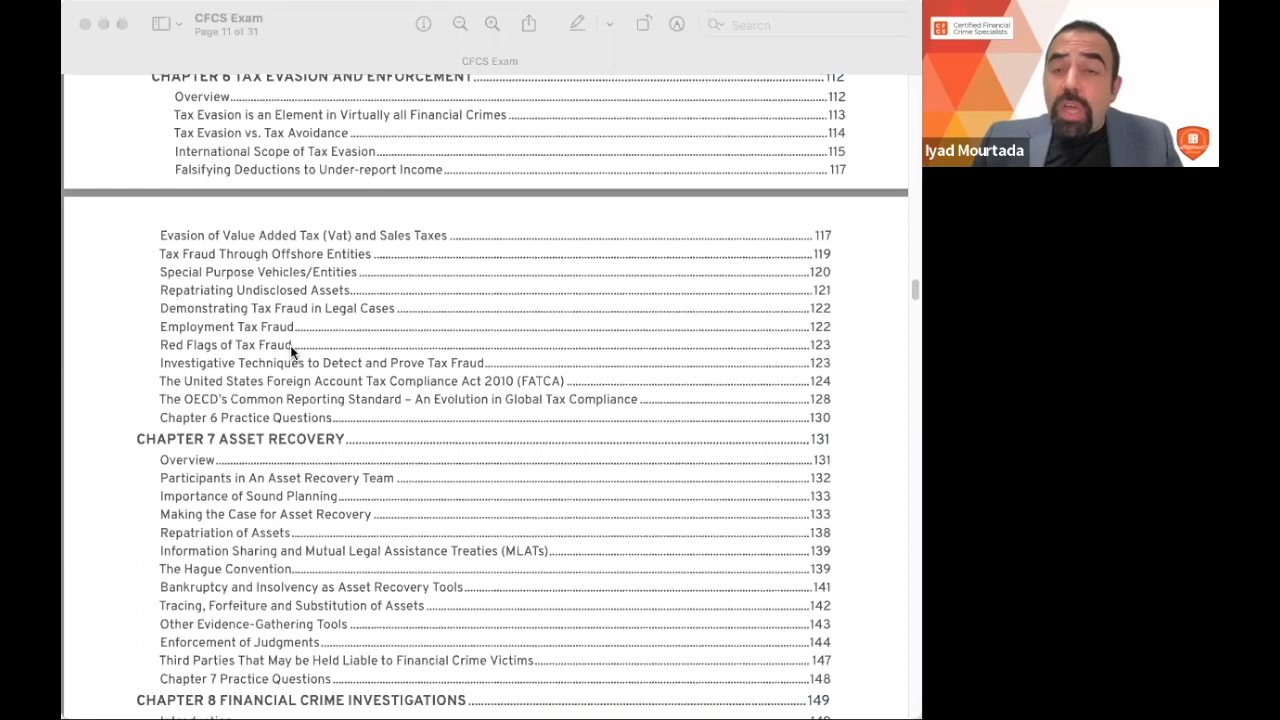 CFCS Exam
Page 11 of 31
Search
CFCS Exam
CHAPTER 6 TAX EVASION AND ENFORCEMENT 112
Overview 112
Tax Evasion is an Element in Virtually all Financial Crimes 113
Tax Evasion vs. Tax Avoidance 114
International Scope of Tax Evasion 115
Falsifying Deductions to Under-report Income 117
Evasion of Value Added Tax (Vat) and Sales Taxes 117
Tax Fraud Through Offshore Entities 119
Special Purpose Vehicles/Entities 120
Repatriating Undisclosed Assets 121
Demonstrating Tax Fraud in Legal Cases 122
Employment Tax Fraud 122
Red Flags of Tax Fraud 123
Investigative Techniques to Detect and Prove Tax Fraud 123
The United States Foreign Account Tax Compliance Act 2010 (FATCA) 124
The OECD's Common Reporting Standard – An Evolution in Global Tax Compliance 128
Chapter 6 Practice Questions 130
CHAPTER 7 ASSET RECOVERY 131
Overview 131
Participants in An Asset Recovery Team 132
Importance of Sound Planning 133
Making the Case for Asset Recovery 133
Repatriation of Assets 138
Information Sharing and Mutual Legal Assistance Treaties (MLATs) 139
The Hague Convention 139
Bankruptcy and Insolvency as Asset Recovery Tools 141
Tracing, Forfeiture and Substitution of Assets 142
Other Evidence-Gathering Tools 143
Enforcement of Judgments 144
Third Parties That May be Held Liable to Financial Crime Victims 147
Chapter 7 Practice Questions 148
CHAPTER 8 FINANCIAL CRIME INVESTIGATIONS 149
Certified Financial
Crime Specialists
Iyad Mourtada